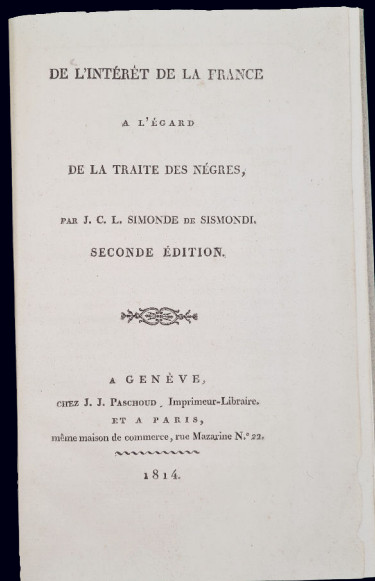 DE L'INTÉRÊT DE LA FRANCE
A L'ÉGARD
DE LA TRAITE DES NÉGRES,
PAR J. C. L. SIMONDE DE SISMONDI.
SECONDE ÉDITION.
A GENÈVE,
CHEZ J. J. PASCHOUD, Imprimeur-Libraire.
ET A PARIS,
même maison de commerce, rue Mazarine N.º 22.
1814.